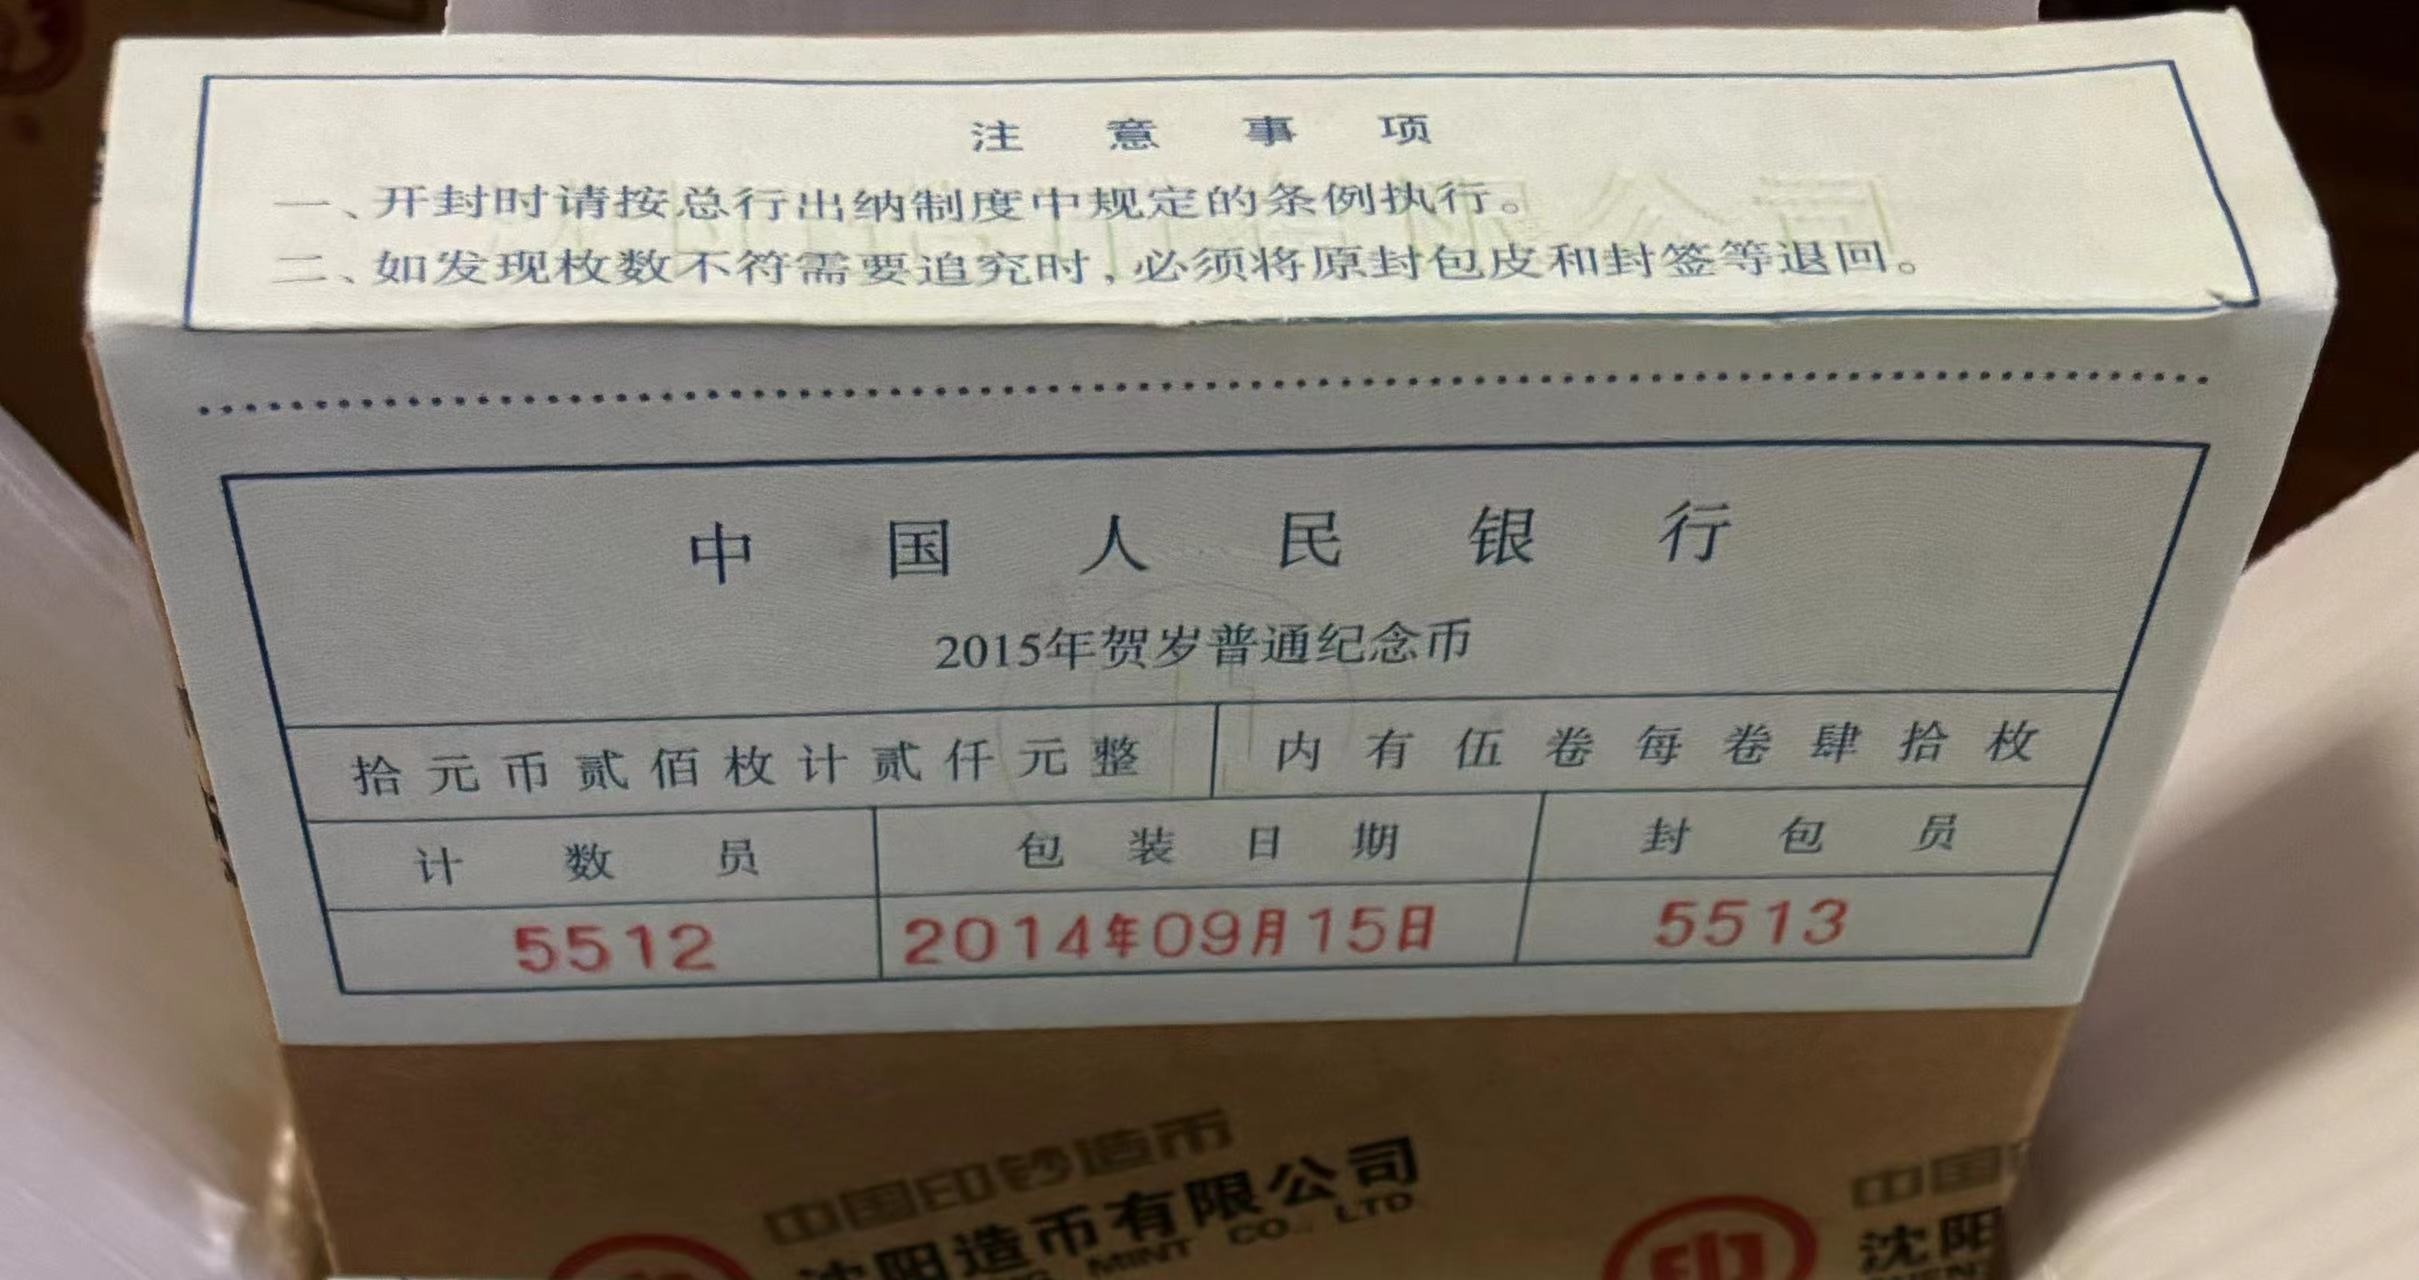 注意事项
一、开封时请按总行出纳制度中规定的条例执行。
二、如发现枚数不符需要追究时,必须将原封包皮和封签等退回。
中国人民银行
2015年贺岁普通纪念币
拾元币贰佰枚计贰仟元整 内有伍卷每卷肆拾枚
计数员 包装日期 封包员
5512 2014年09月15日 5513
中国印钞造币
沈阳造币有限公司
MINT CO., LTD
中国
印 沈阳